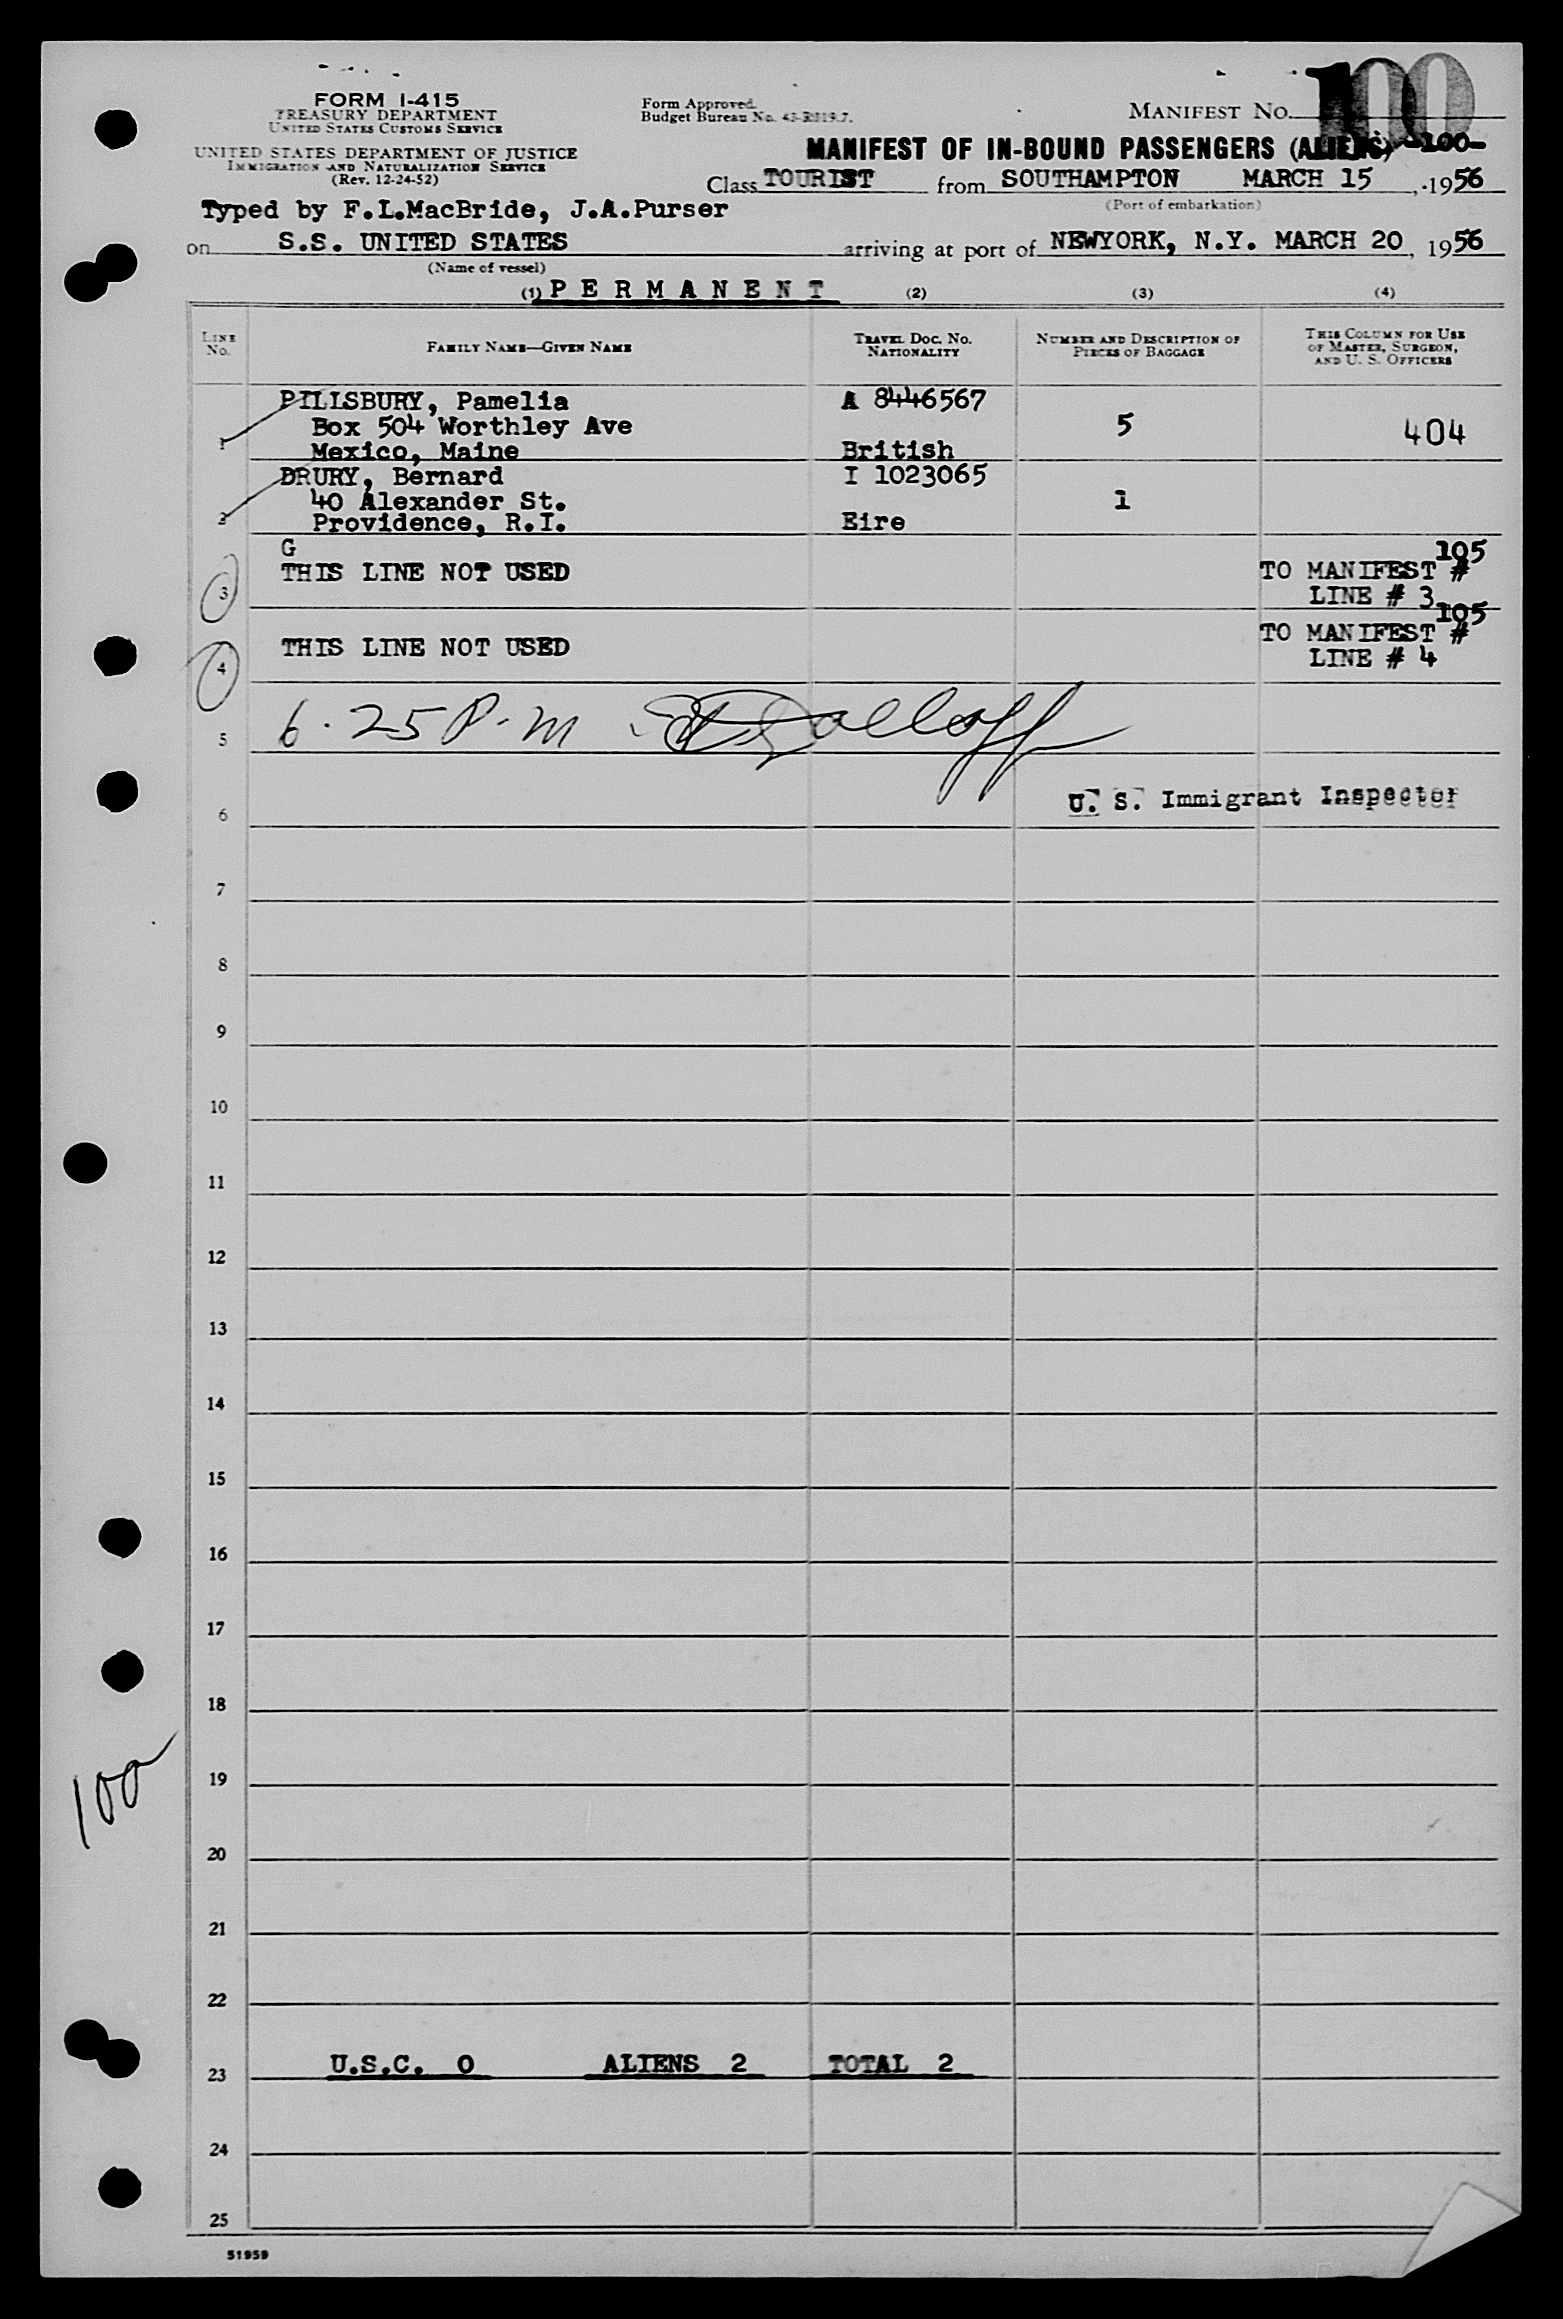 FORM I-415
TREASURY DEPARTMENT
UNITED STATES CUSTOMS SERVICE
UNITED STATES DEPARTMENT OF JUSTICE
IMMIGRATION AND NATURALIZATION SERVICE
(Rev. 12-24-52)
Form Approved.
Budget Bureau No.
MANIFEST No. 100
MANIFEST OF IN-BOUND PASSENGERS (ALIENS) -100-
Class TOURIST from SOUTHAMPTON MARCH 15, 1956
(Port of embarkation)
Typed by F.L.MacBride, J.A.Purser
on S.S. UNITED STATES arriving at port of NEWYORK, N.Y. MARCH 20, 1956
(Name of vessel)
(1) PERMANENT (2) (3) (4)
LINE No. FAMILY NAME—GIVEN NAME TRAVEL DOC. NO. NATIONALITY NUMBER AND DESCRIPTION OF PIECES OF BAGGAGE THIS COLUMN FOR USE OF MASTER, SURGEON, AND U. S. OFFICERS
PILLSBURY, Pamelia A 8446567
Box 504 Worthley Ave 5 404
1 Mexico, Maine British
DRURY, Bernard I 1023065
40 Alexander St. 1
2 Providence, R.I. Eire
G 105
3 THIS LINE NOT USED TO MANIFEST #
LINE # 3
105
4 THIS LINE NOT USED TO MANIFEST #
LINE # 4
5 6.25 P.m
6 U. S. Immigrant Inspector
7
8
9
10
11
12
13
14
15
16
17
18
100
19
20
21
22
23 U.S.C. 0 ALIENS 2 TOTAL 2
24
25
51959